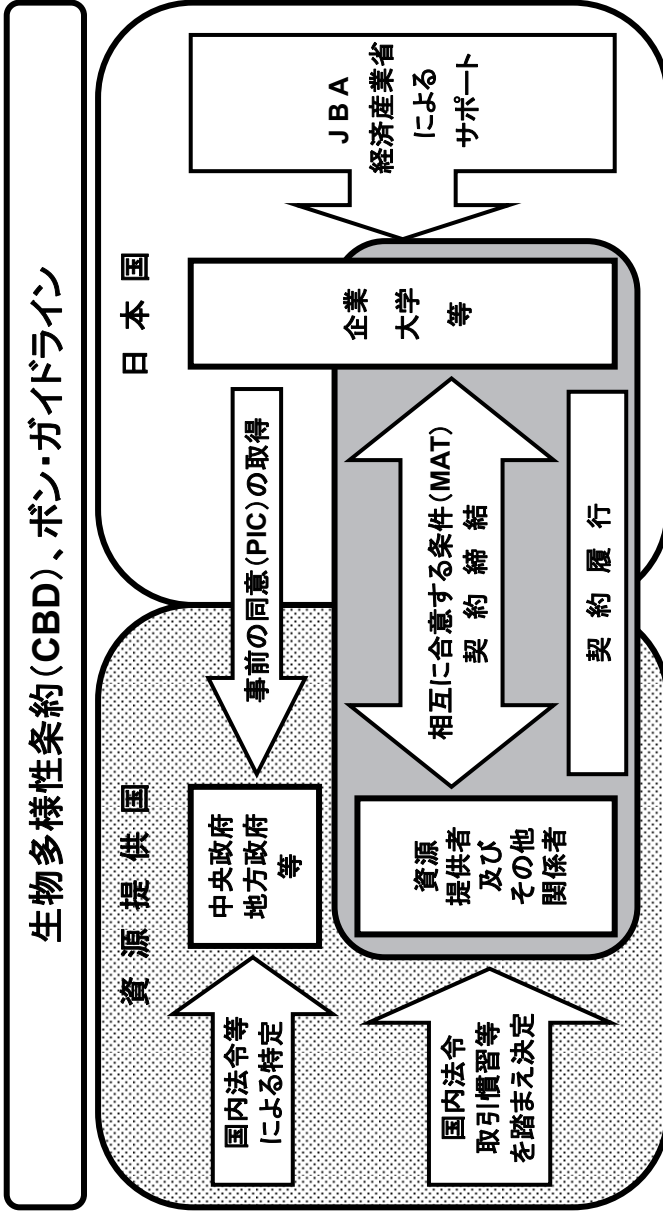 生物多様性条約(CBD)、ボン・ガイドライン
資源提供国
日本国
国内法令等
による特定
中央政府
地方政府
等
事前の同意(PIC)の取得
国内法令
取引慣習等
を踏まえ決定
資源
提供者
及び
その他
関係者
相互に合意する条件(MAT)
契約締結
契約履行
企業
大学
等
JBA
経済産業省
による
サポート